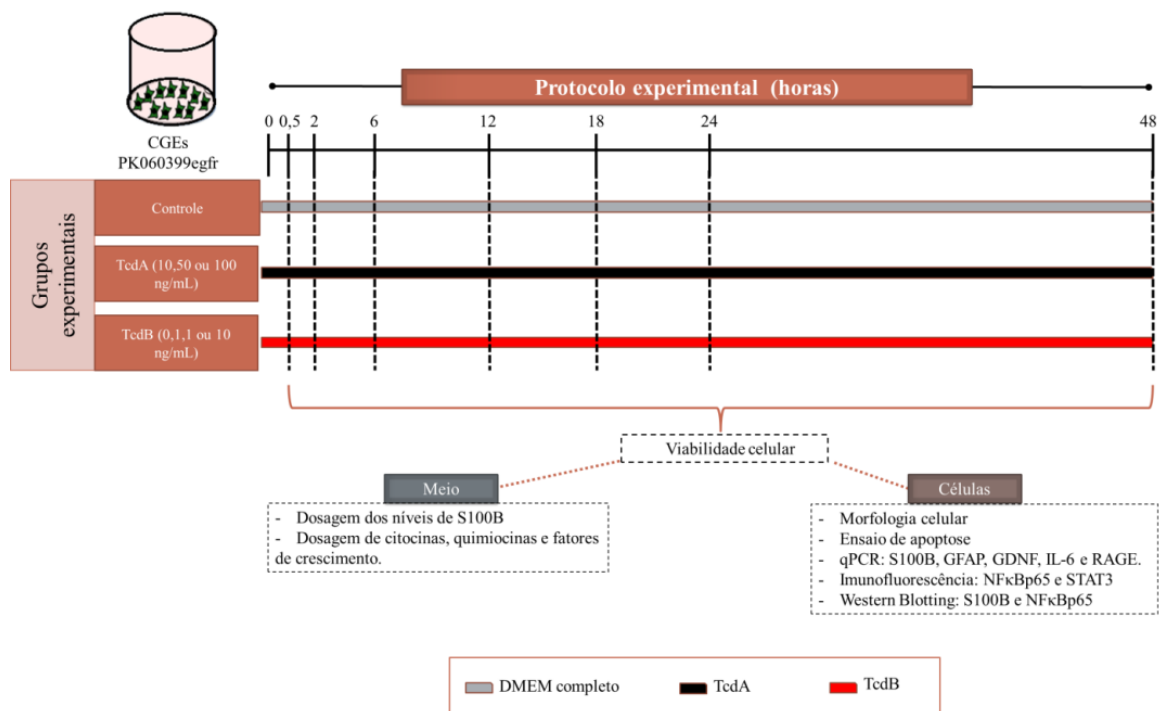 Protocolo experimental (horas)
0 0,5 2 6 12 18 24 48
CGEs
PK060399egfr
Grupos
experimentais
Controle
TcdA (10,50 ou 100
ng/mL)
TcdB (0,1,1 ou 10
ng/mL)
Viabilidade celular
Meio
- Dosagem dos níveis de S100B
- Dosagem de citocinas, quimiocinas e fatores
de crescimento.
Células
- Morfologia celular
- Ensaio de apoptose
- qPCR: S100B, GFAP, GDNF, IL-6 e RAGE.
- Imunofluorescência: NFκBp65 e STAT3
- Western Blotting: S100B e NFκBp65
DMEM completo TcdA TcdB